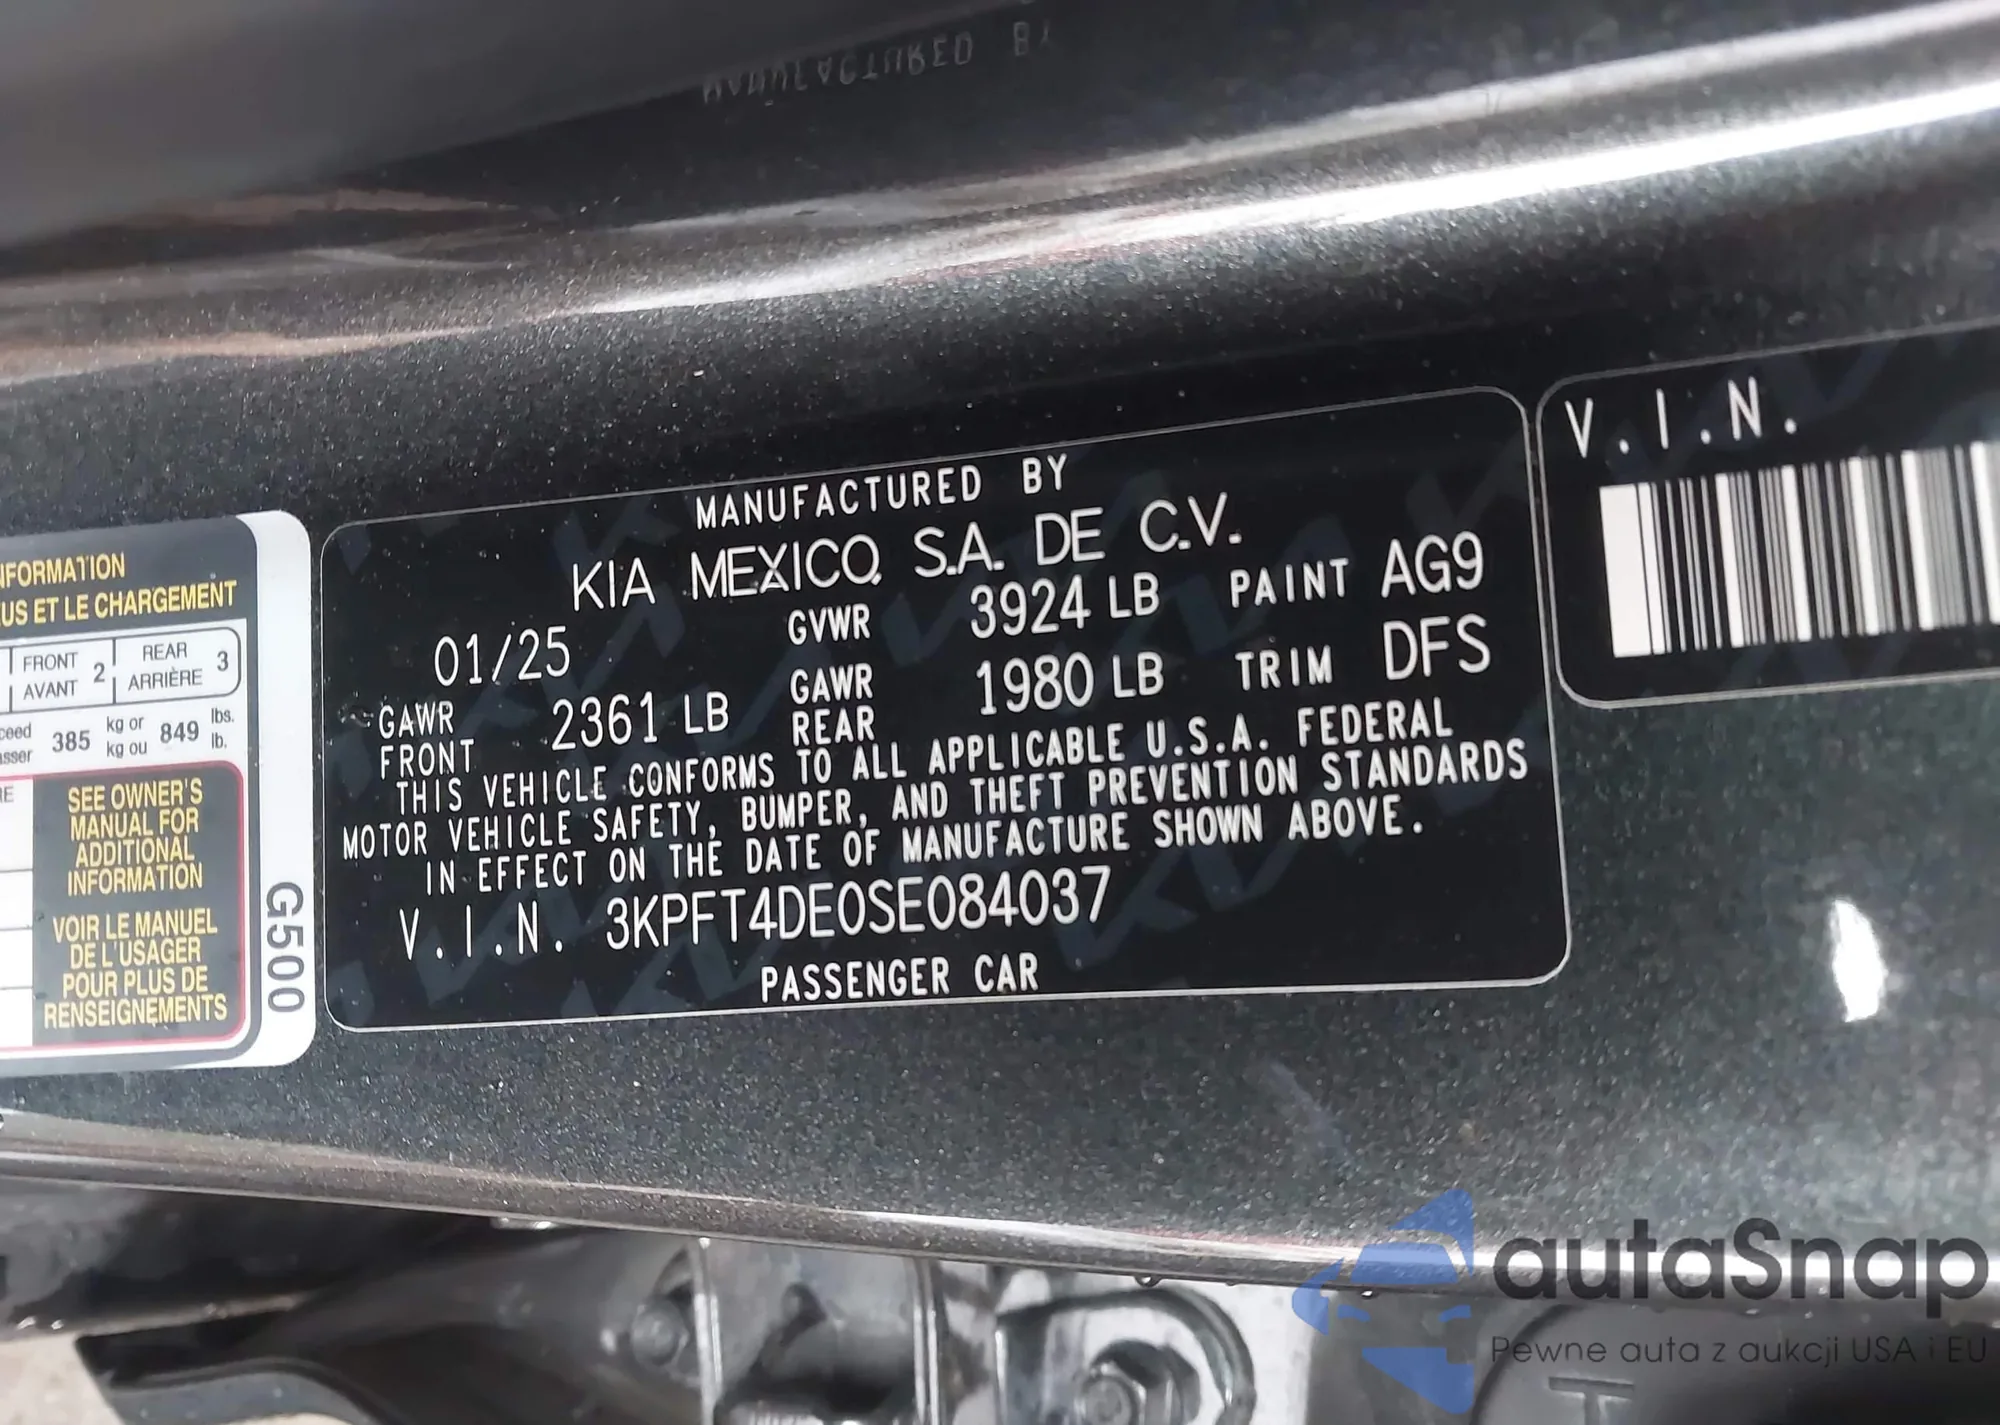 MANUFACTURED BY
MANUFACTURED BY
KIA MEXICO, S.A. DE C.V.
01/25 GVWR 3924 LB PAINT AG9
GAWR FRONT 2361 LB GAWR REAR 1980 LB TRIM DFS
THIS VEHICLE CONFORMS TO ALL APPLICABLE U.S.A. FEDERAL
MOTOR VEHICLE SAFETY, BUMPER, AND THEFT PREVENTION STANDARDS
IN EFFECT ON THE DATE OF MANUFACTURE SHOWN ABOVE.
V.I.N. 3KPFT4DE0SE084037
PASSENGER CAR
V.I.N.
US ET LE CHARGEMENT
FRONT AVANT 2 REAR ARRIÈRE 3
385 kg or kg ou 849 lbs. lb.
SEE OWNER'S
MANUAL FOR
ADDITIONAL
INFORMATION
VOIR LE MANUEL
DE L'USAGER
POUR PLUS DE
RENSEIGNEMENTS
G500
autaSnap
Pewne auta z aukcji USA i EU